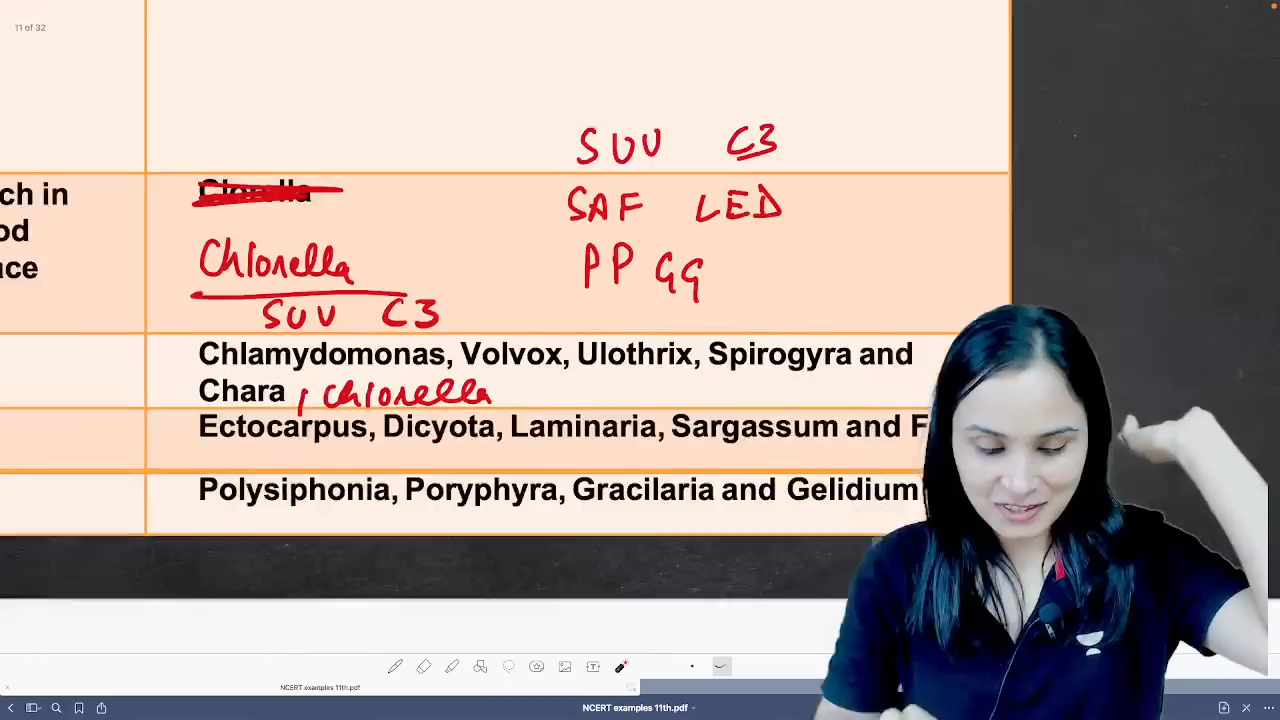 11 of 32
SUV C3
ch in
Clorella
SAF LED
od
Chlorella
PP GG
ace
SUV C3
Chlamydomonas, Volvox, Ulothrix, Spirogyra and
Chara , Chlorella
Ectocarpus, Dicyota, Laminaria, Sargassum and F
Polysiphonia, Poryphyra, Gracilaria and Gelidium
NCERT examples 11th.pdf
NCERT examples 11th.pdf